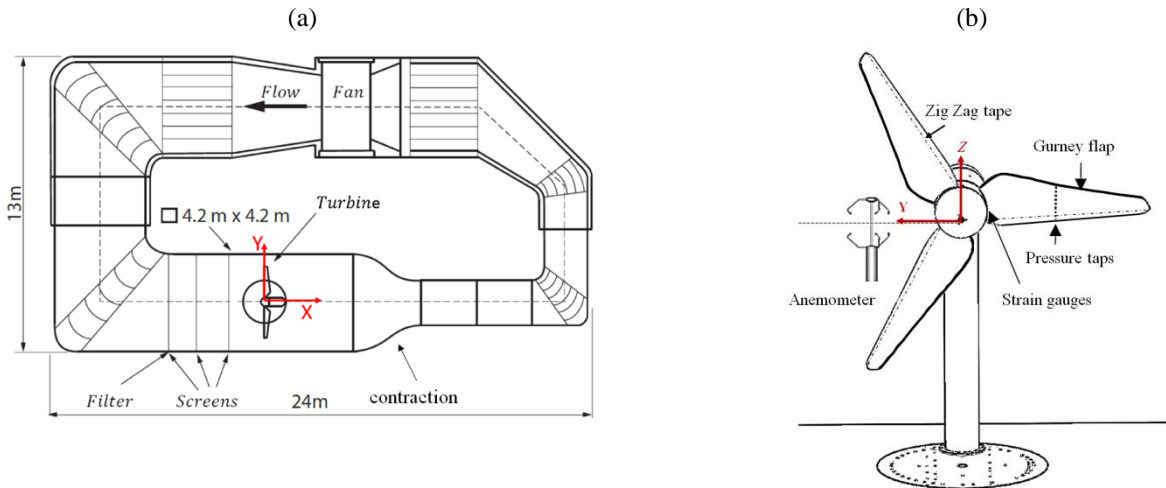 (a)
(b)
Flow
Fan
13m
4.2 m x 4.2 m
Turbine
Y
X
Filter
Screens
contraction
24m
Zig Zag tape
Z
Gurney flap
Y
Pressure taps
Anemometer
Strain gauges